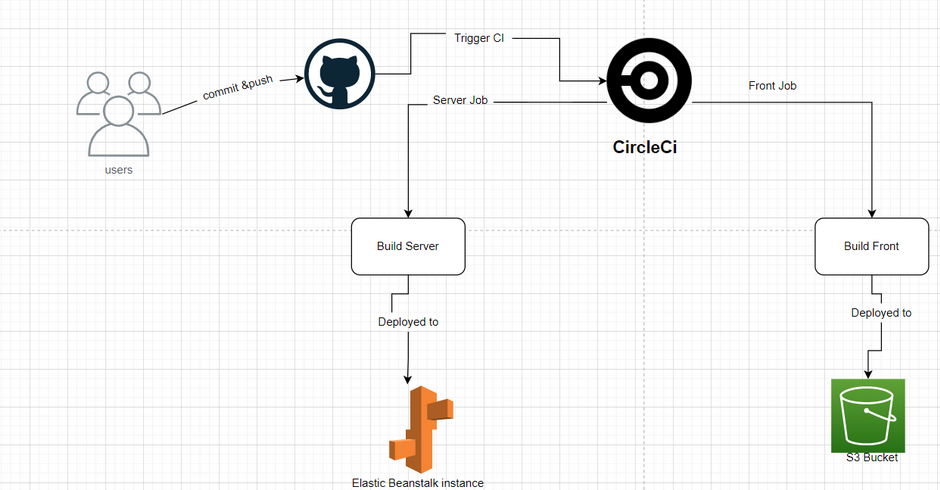 Trigger CI
commit &push
Server Job
Front Job
CircleCi
users
Build Server
Build Front
Deployed to
Deployed to
S3 Bucket
Elastic Beanstalk instance